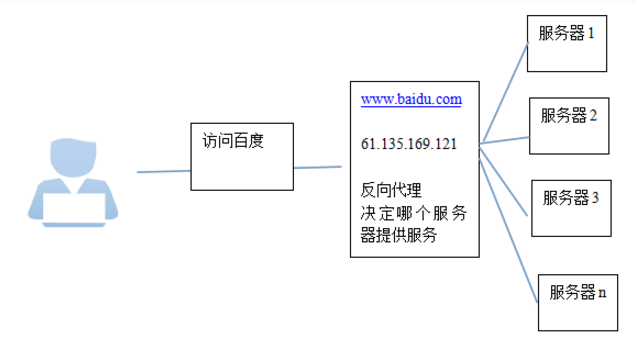 访问百度
www.baidu.com
61.135.169.121
反向代理
决定哪个服务
器提供服务
服务器1
服务器2
服务器3
服务器n